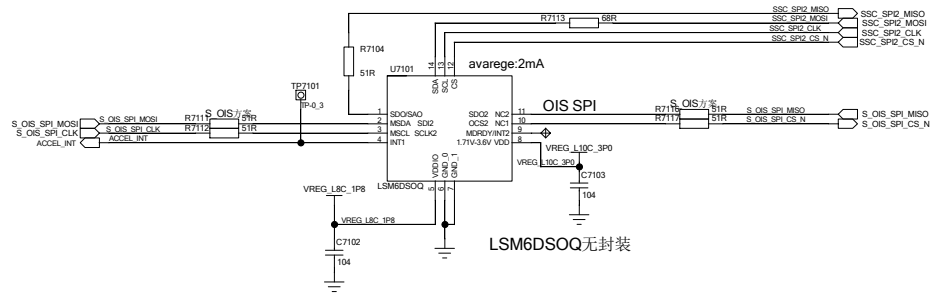 SSC_SPI2_MISO
SSC_SPI2_MISO
R7113
68R
SSC_SPI2_MOSI
SSC_SPI2_MOSI
SSC_SPI2_CLK
SSC_SPI2_CLK
SSC_SPI2_CS_N
SSC_SPI2_CS_N
R7104
51R
U7101
14
13
12
avarege:2mA
SDA
SCL
CS
TP7101
TP-0_3
S_OIS方案
OIS SPI
S_OIS方案
S_OIS_SPI_MOSI
S_OIS_SPI_MOSI
R7111
51R
1
SDO/SAO
SDO2 NC2
11
R7116
51R
S_OIS_SPI_MISO
S_OIS_SPI_MISO
S_OIS_SPI_CLK
S_OIS_SPI_CLK
R7112
51R
2
MSDA SDI2
OCS2 NC1
10
R7117
51R
S_OIS_SPI_CS_N
S_OIS_SPI_CS_N
3
MSCL SCLK2
MDRDY/INT2
9
ACCEL_INT
ACCEL_INT
4
INT1
1.71V-3.6V VDD
8
VREG_L10C_3P0
VREG_L10C_3P0
VDDIO
GND_0
GND_1
LSM6DSOQ
5
6
7
C7103
104
VREG_L8C_1P8
VREG_L8C_1P8
C7102
104
LSM6DSOQ无封装